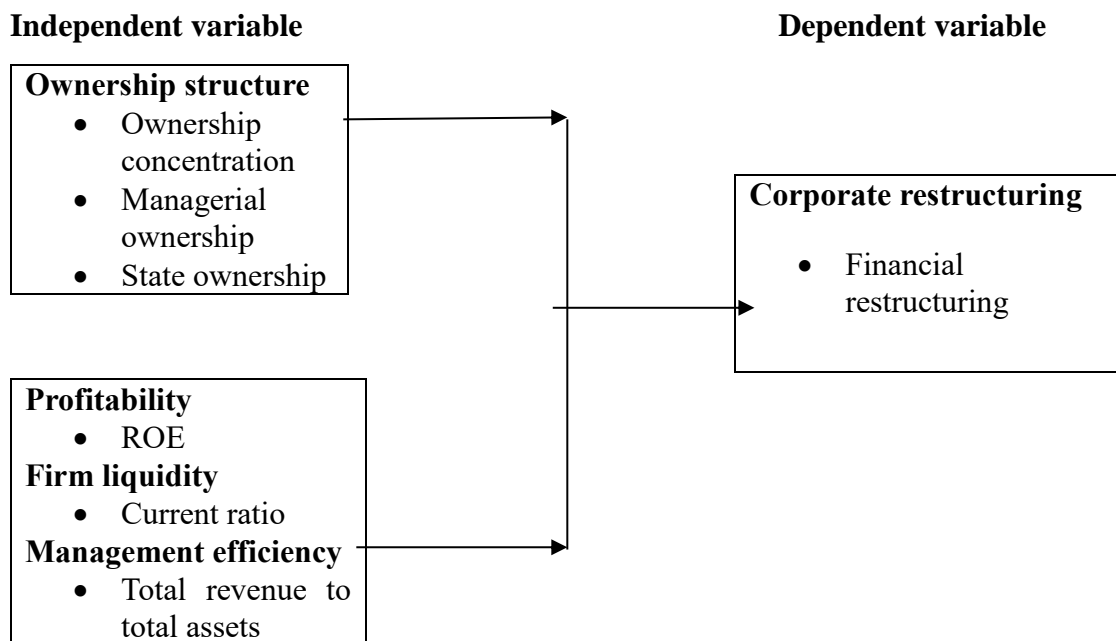 Independent variable
Dependent variable
Ownership structure
• Ownership
concentration
• Managerial
ownership
• State ownership
Corporate restructuring
• Financial
restructuring
Profitability
• ROE
Firm liquidity
• Current ratio
Management efficiency
• Total revenue to
total assets